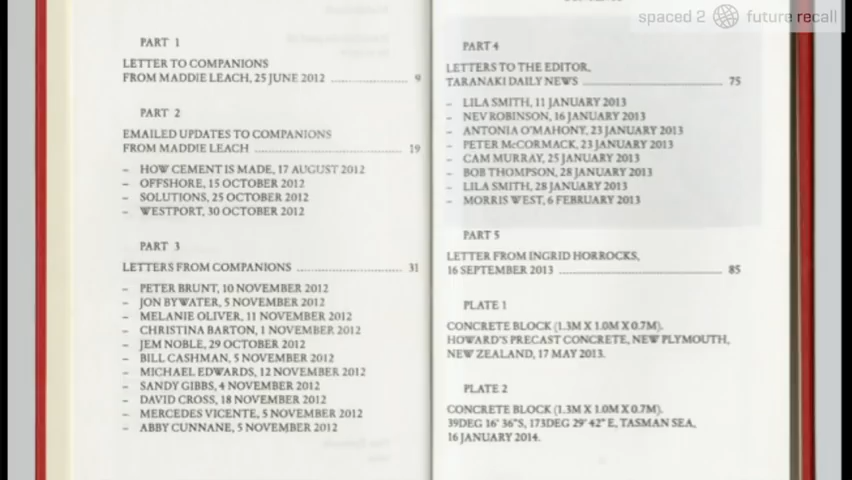 spaced 2 future recall
PART 1
LETTER TO COMPANIONS
FROM MADDIE LEACH, 25 JUNE 2012 9
PART 2
EMAILED UPDATES TO COMPANIONS
FROM MADDIE LEACH 19
– HOW CEMENT IS MADE, 17 AUGUST 2012
– OFFSHORE, 15 OCTOBER 2012
– SOLUTIONS, 25 OCTOBER 2012
– WESTPORT, 30 OCTOBER 2012
PART 3
LETTERS FROM COMPANIONS 31
– PETER BRUNT, 10 NOVEMBER 2012
– JON BYWATER, 5 NOVEMBER 2012
– MELANIE OLIVER, 11 NOVEMBER 2012
– CHRISTINA BARTON, 1 NOVEMBER 2012
– JEM NOBLE, 29 OCTOBER 2012
– BILL CASHMAN, 5 NOVEMBER 2012
– MICHAEL EDWARDS, 12 NOVEMBER 2012
– SANDY GIBBS, 4 NOVEMBER 2012
– DAVID CROSS, 18 NOVEMBER 2012
– MERCEDES VICENTE, 5 NOVEMBER 2012
– ABBY CUNNANE, 5 NOVEMBER 2012
PART 4
LETTERS TO THE EDITOR,
TARANAKI DAILY NEWS 75
– LILA SMITH, 11 JANUARY 2013
– NEV ROBINSON, 16 JANUARY 2013
– ANTONIA O'MAHONY, 23 JANUARY 2013
– PETER McCORMACK, 23 JANUARY 2013
– CAM MURRAY, 25 JANUARY 2013
– BOB THOMPSON, 28 JANUARY 2013
– LILA SMITH, 28 JANUARY 2013
– MORRIS WEST, 6 FEBRUARY 2013
PART 5
LETTER FROM INGRID HORROCKS,
16 SEPTEMBER 2013 85
PLATE 1
CONCRETE BLOCK (1.3M X 1.0M X 0.7M).
HOWARD'S PRECAST CONCRETE, NEW PLYMOUTH,
NEW ZEALAND, 17 MAY 2013.
PLATE 2
CONCRETE BLOCK (1.3M X 1.0M X 0.7M).
39DEG 16' 36"S, 173DEG 29' 42" E, TASMAN SEA,
16 JANUARY 2014.